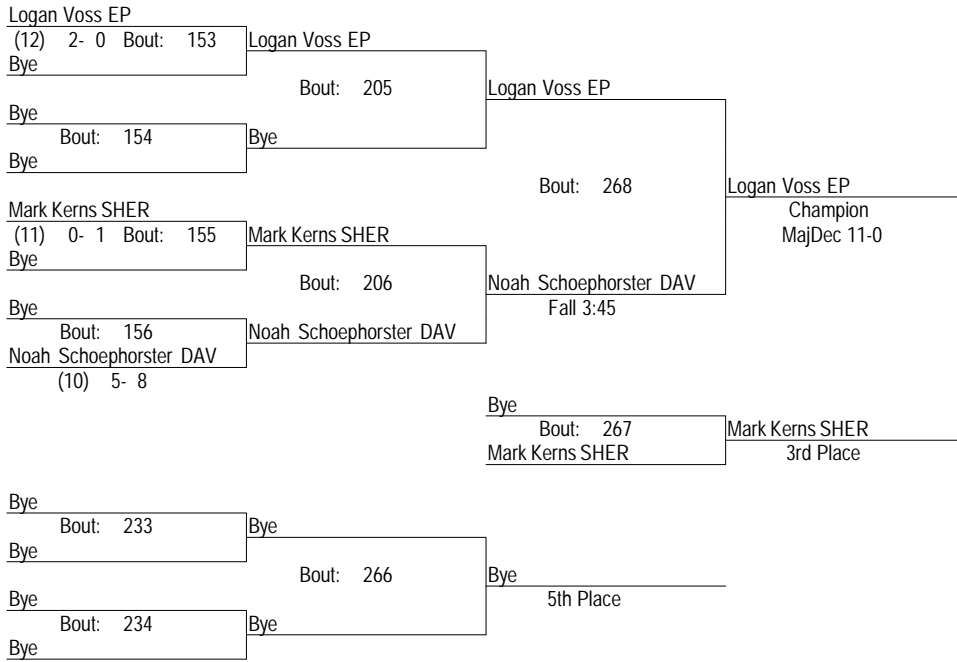 Logan Voss EP
(12) 2- 0 Bout: 153
Logan Voss EP
Bye
Bout: 205
Logan Voss EP
Bye
Bout: 154
Bye
Bye
Bout: 268
Logan Voss EP
Champion
MajDec 11-0
Mark Kerns SHER
(11) 0- 1 Bout: 155
Mark Kerns SHER
Bye
Bout: 206
Noah Schoephorster DAV
Fall 3:45
Bye
Bout: 156
Noah Schoephorster DAV
Noah Schoephorster DAV
(10) 5- 8
Bye
Bout: 267
Mark Kerns SHER
Mark Kerns SHER
3rd Place
Bye
Bout: 233
Bye
Bye
Bout: 266
Bye
5th Place
Bye
Bout: 234
Bye
Bye